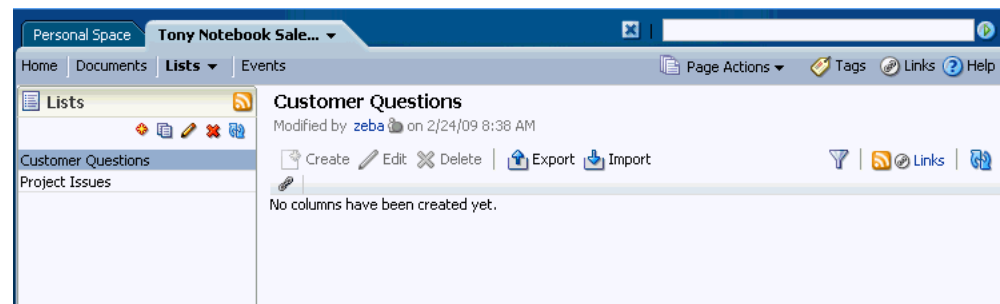 Personal Space Tony Notebook Sale...
Home Documents Lists Events Page Actions Tags Links Help
Lists
Customer Questions
Project Issues
Customer Questions
Modified by zeba on 2/24/09 8:38 AM
Create Edit Delete Export Import Links
No columns have been created yet.